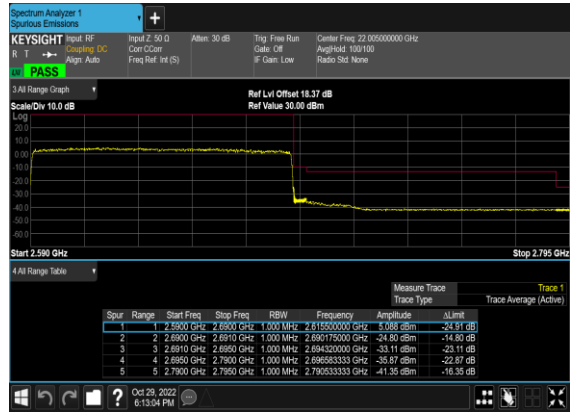 Spectrum Analyzer 1
Spurious Emissions
+
KEYSIGHT Input: RF Input Z: 50 Ω Atten: 30 dB Trig: Free Run Center Freq: 22.005000000 GHz
R T Coupling: DC Corr CCorr Gate: Off Avg|Hold: 100/100
Align: Auto Freq Ref: Int (S) IF Gain: Low Radio Std: None
PASS
3 All Range Graph
Ref Lvl Offset 18.37 dB
Scale/Div 10.0 dB Ref Value 30.00 dBm
Log
20.0
10.0
0.00
-10.0
-20.0
-30.0
-40.0
-50.0
-60.0
Start 2.590 GHz Stop 2.795 GHz
4 All Range Table
Measure Trace Trace 1
Trace Type Trace Average (Active)
Spur Range Start Freq Stop Freq RBW Frequency Amplitude ΔLimit
1 1 2.5900 GHz 2.6900 GHz 1.000 MHz 2.615500000 GHz 5.088 dBm -24.91 dB
2 2 2.6900 GHz 2.6910 GHz 1.000 MHz 2.690175000 GHz -24.80 dBm -14.80 dB
3 3 2.6910 GHz 2.6950 GHz 1.000 MHz 2.694320000 GHz -33.11 dBm -23.11 dB
4 4 2.6950 GHz 2.7900 GHz 1.000 MHz 2.696583333 GHz -35.87 dBm -22.87 dB
5 5 2.7900 GHz 2.7950 GHz 1.000 MHz 2.790533333 GHz -41.35 dBm -16.35 dB
? Oct 29, 2022
6:13:04 PM